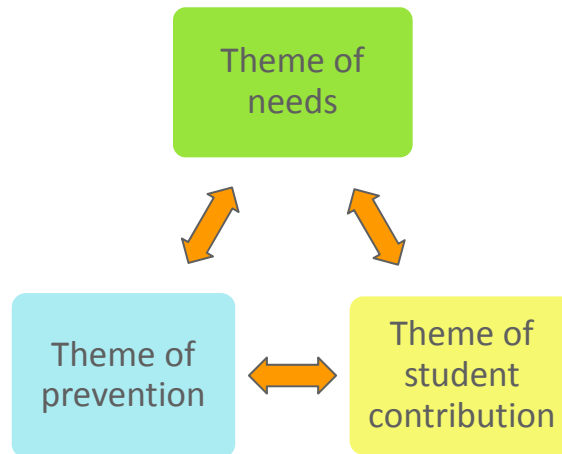 Theme of
needs
Theme of
prevention
Theme of
student
contribution